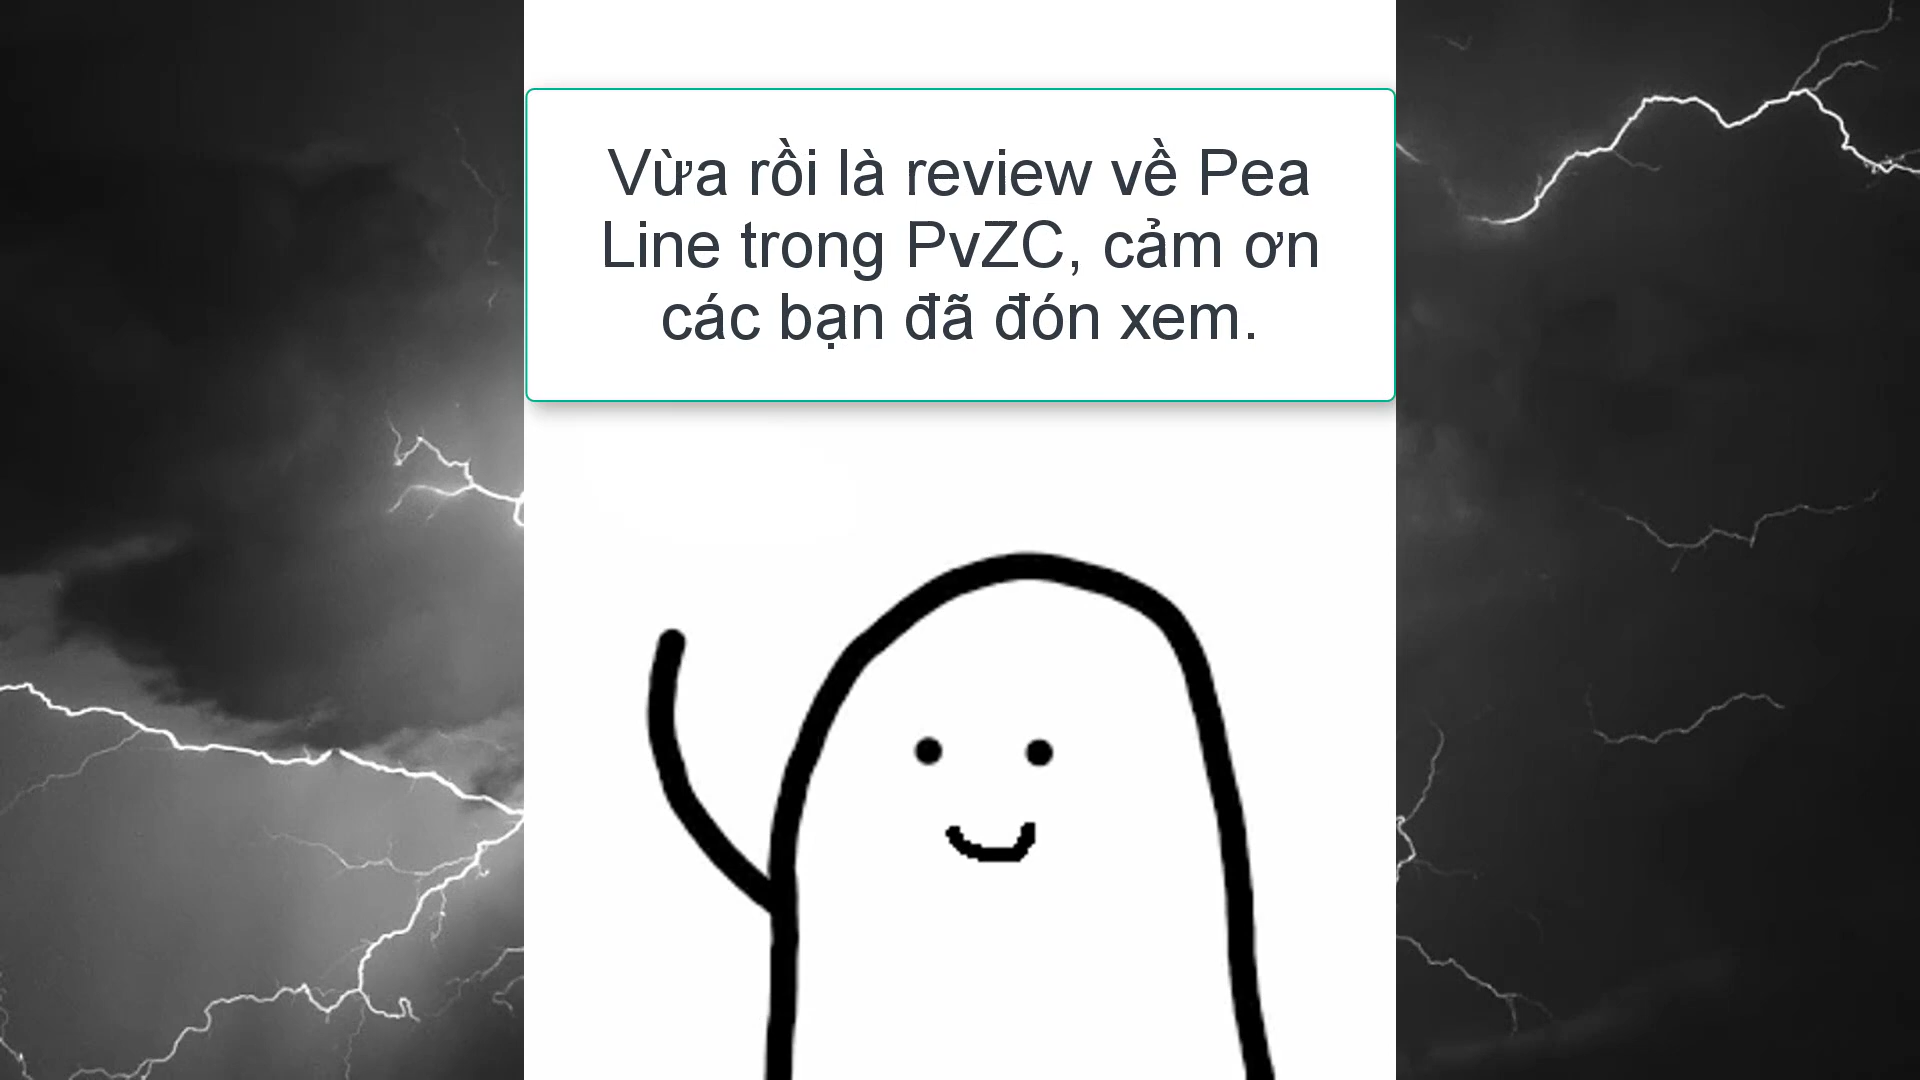 Vừa rồi là review về Pea
Line trong PvZC, cảm ơn
các bạn đã đón xem.